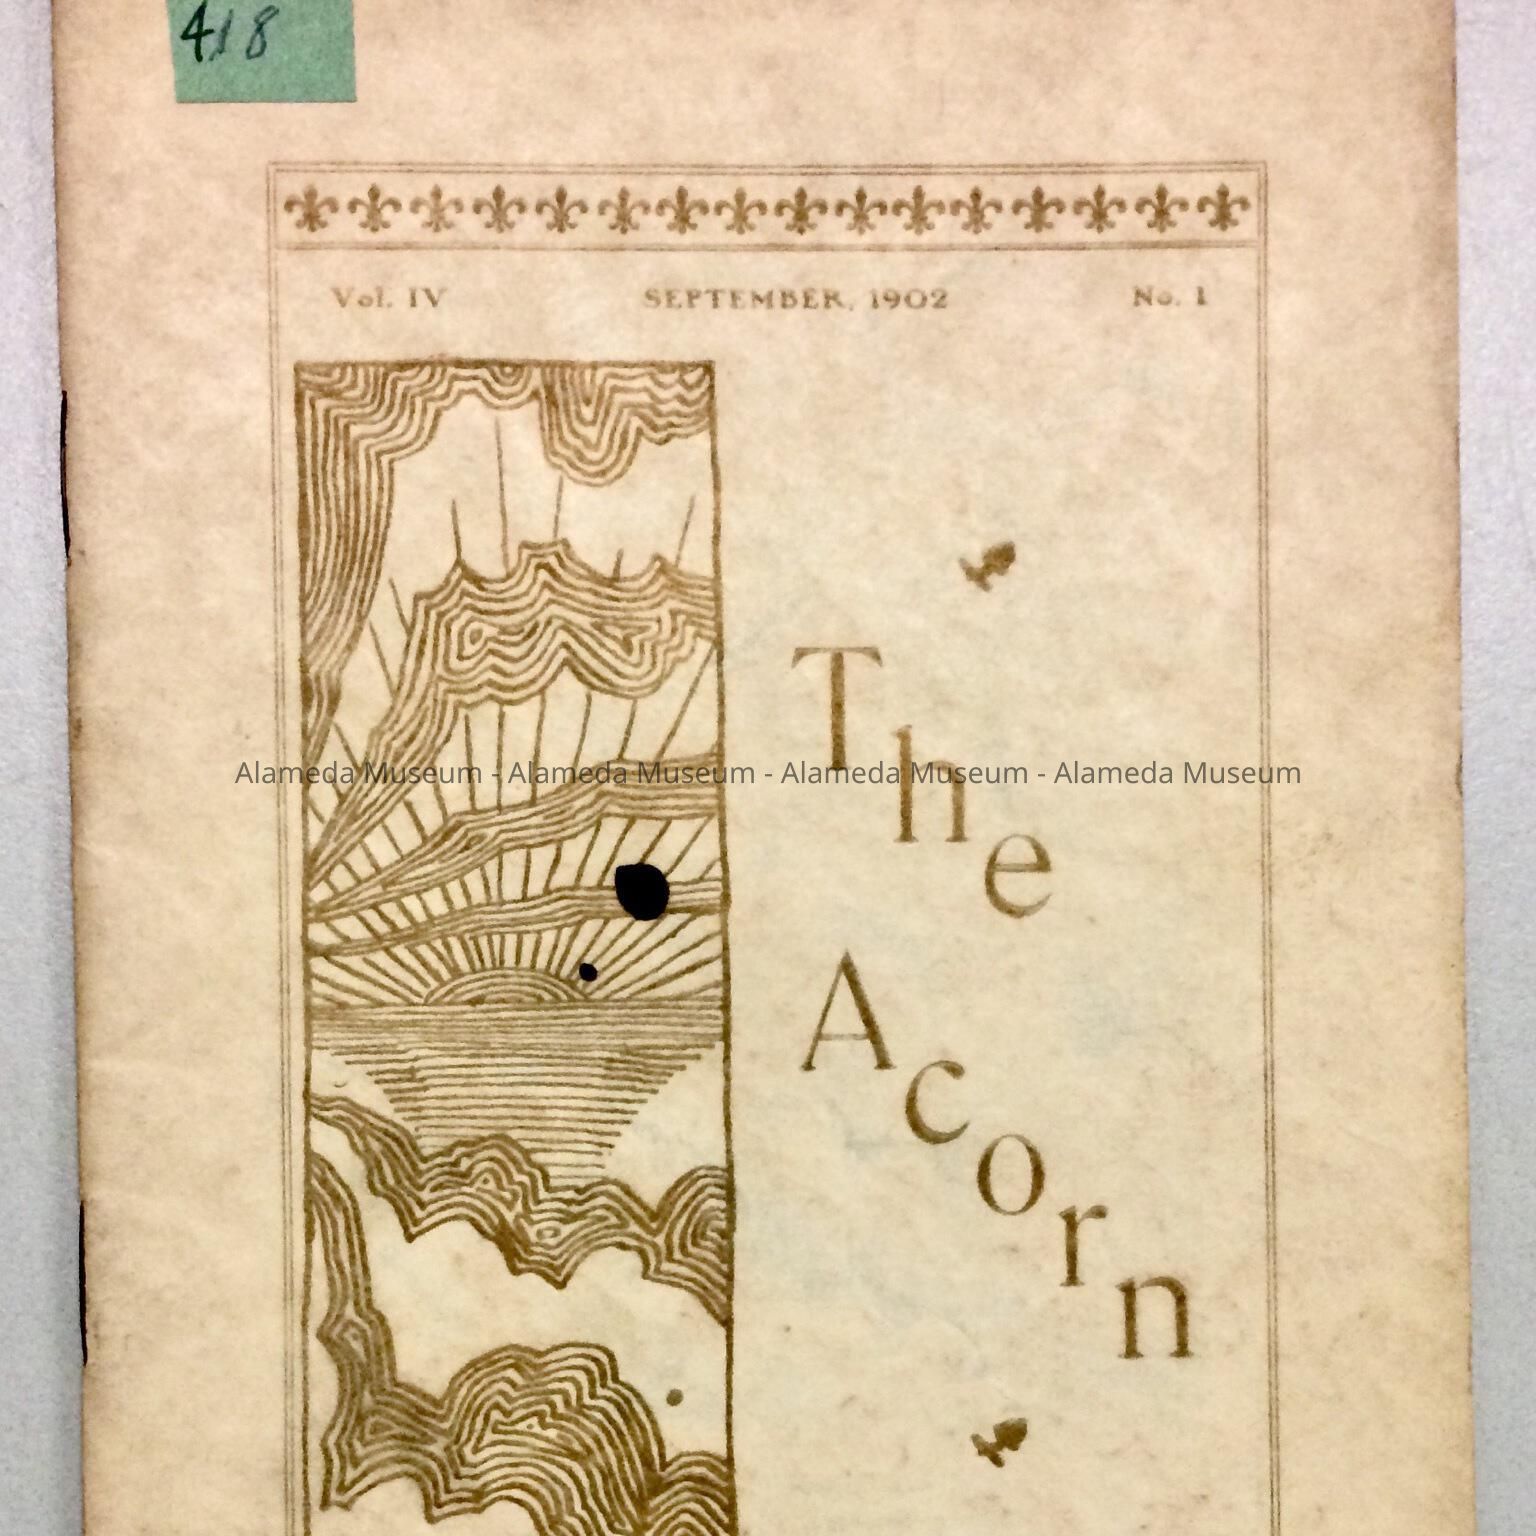 418
Vol. IV SEPTEMBER, 1902 No. 1
The
Acorn
Alameda Museum - Alameda Museum - Alameda Museum - Alameda Museum